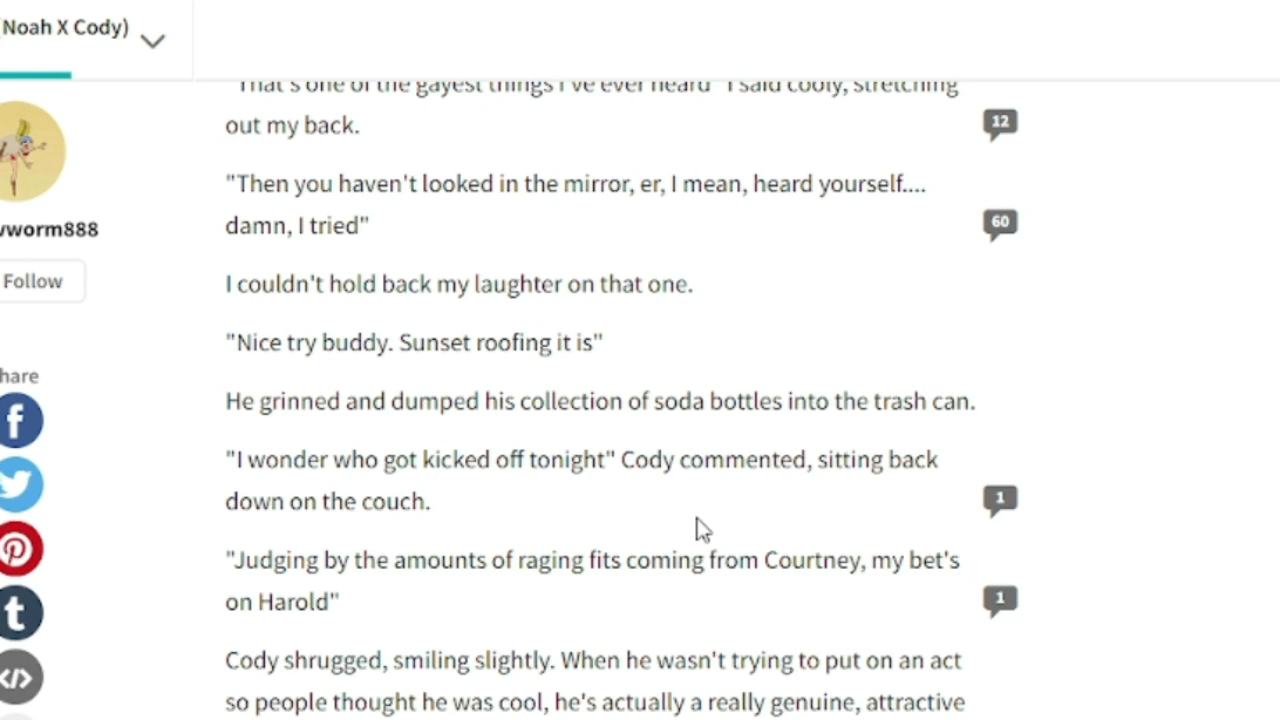 Noah X Cody)
"That's one of the gayest things I've ever heard" I said cooly, stretching
out my back.
12
"Then you haven't looked in the mirror, er, I mean, heard yourself....
damn, I tried"
60
worm888
Follow
I couldn't hold back my laughter on that one.
"Nice try buddy. Sunset roofing it is"
hare
He grinned and dumped his collection of soda bottles into the trash can.
"I wonder who got kicked off tonight" Cody commented, sitting back
down on the couch.
1
"Judging by the amounts of raging fits coming from Courtney, my bet's
on Harold"
1
Cody shrugged, smiling slightly. When he wasn't trying to put on an act
so people thought he was cool, he's actually a really genuine, attractive